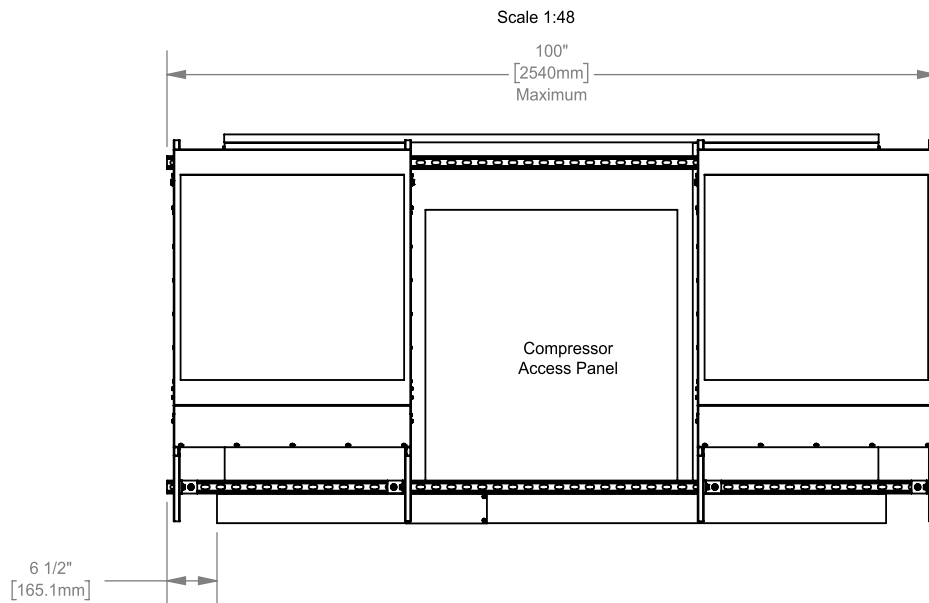 Scale 1:48
100"
[2540mm]
Maximum
Compressor
Access Panel
6 1/2"
[165.1mm]